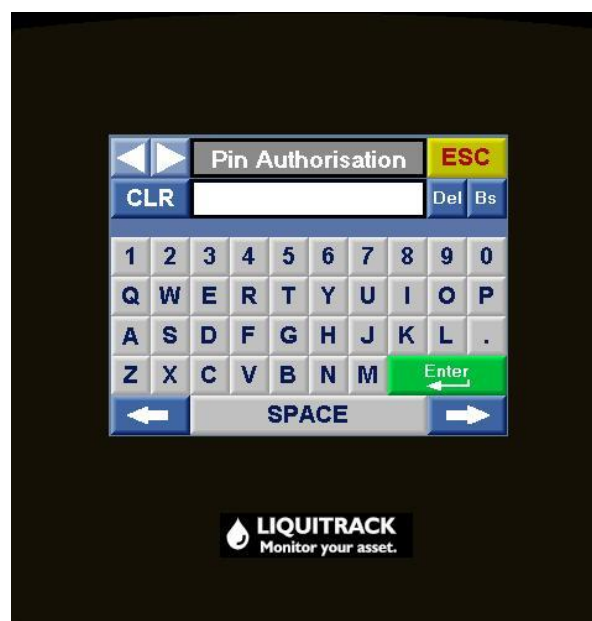 Pin Authorisation ESC
CLR Del Bs
1 2 3 4 5 6 7 8 9 0
Q W E R T Y U I O P
A S D F G H J K L .
Z X C V B N M Enter
SPACE
LIQUITRACK
Monitor your asset.